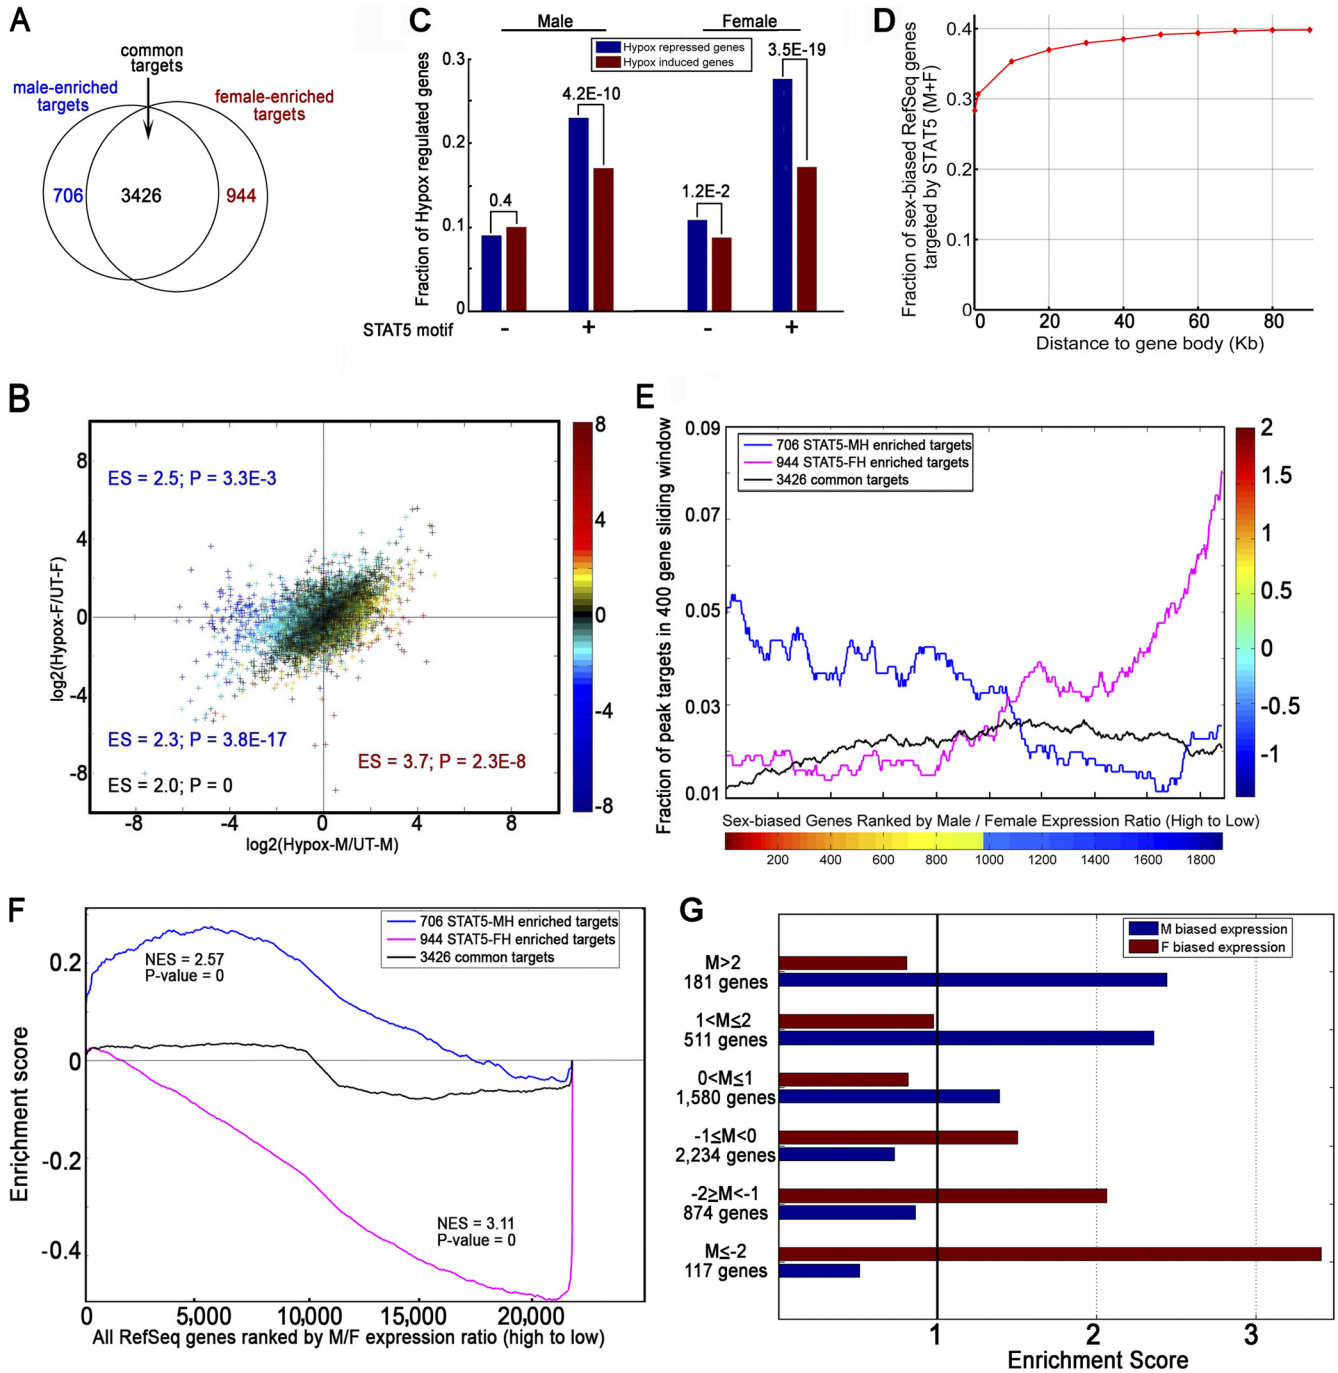 A
common
targets
male-enriched
targets
female-enriched
targets
706
3426
944
C
Male
Female
Hypox repressed genes
Hypox induced genes
Fraction of Hypox regulated genes
0.3
0.2
0.1
0
0.4
4.2E-10
1.2E-2
3.5E-19
STAT5 motif
- + - +
D
Fraction of sex-biased RefSeq genes
targeted by STAT5 (M+F)
0.4
0.3
0.2
0.1
0
0 20 40 60 80
Distance to gene body (Kb)
B
ES = 2.5; P = 3.3E-3
ES = 2.3; P = 3.8E-17
ES = 2.0; P = 0
ES = 3.7; P = 2.3E-8
log2(Hypox-F/UT-F)
8
4
0
-4
-8
-8 -4 0 4 8
log2(Hypox-M/UT-M)
8
4
0
-4
-8
E
Fraction of peak targets in 400 gene sliding window
0.09
0.07
0.05
0.03
0.01
706 STAT5-MH enriched targets
944 STAT5-FH enriched targets
3426 common targets
2
1.5
1
0.5
0
-0.5
-1
Sex-biased Genes Ranked by Male / Female Expression Ratio (High to Low)
200 400 600 800 1000 1200 1400 1600 1800
F
706 STAT5-MH enriched targets
944 STAT5-FH enriched targets
3426 common targets
NES = 2.57
P-value = 0
NES = 3.11
P-value = 0
Enrichment score
0.2
0
-0.2
-0.4
0 5,000 10,000 15,000 20,000
All RefSeq genes ranked by M/F expression ratio (high to low)
G
M biased expression
F biased expression
M>2
181 genes
1<M≤2
511 genes
0<M≤1
1,580 genes
-1≤M<0
2,234 genes
-2≥M<-1
874 genes
M≤-2
117 genes
1 2 3
Enrichment Score